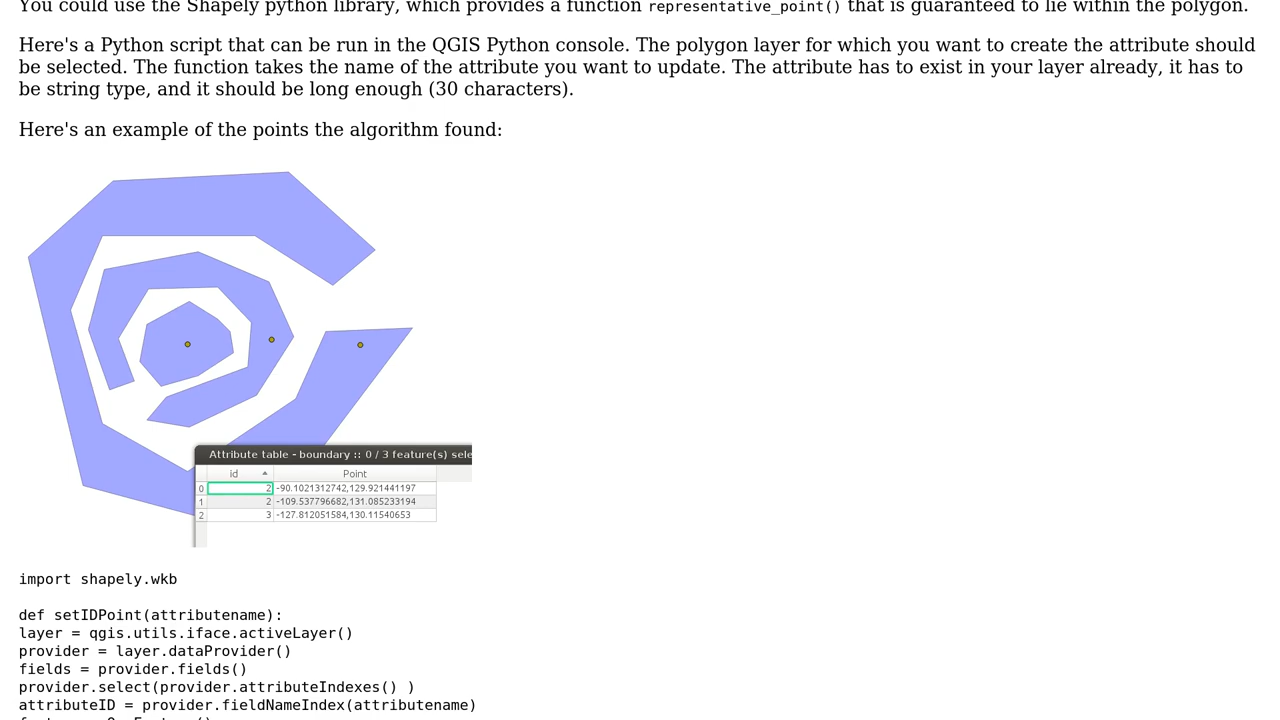 You could use the Shapely python library, which provides a function representative_point() that is guaranteed to lie within the polygon.
Here's a Python script that can be run in the QGIS Python console. The polygon layer for which you want to create the attribute should
be selected. The function takes the name of the attribute you want to update. The attribute has to exist in your layer already, it has to
be string type, and it should be long enough (30 characters).
Here's an example of the points the algorithm found:
Attribute table - boundary :: 0 / 3 feature(s) sele
id Point
0 2 -90.1021312742,129.921441197
1 2 -109.537796682,131.085233194
2 3 -127.812051584,130.11540653
import shapely.wkb
def setIDPoint(attributename):
layer = qgis.utils.iface.activeLayer()
provider = layer.dataProvider()
fields = provider.fields()
provider.select(provider.attributeIndexes() )
attributeID = provider.fieldNameIndex(attributename)